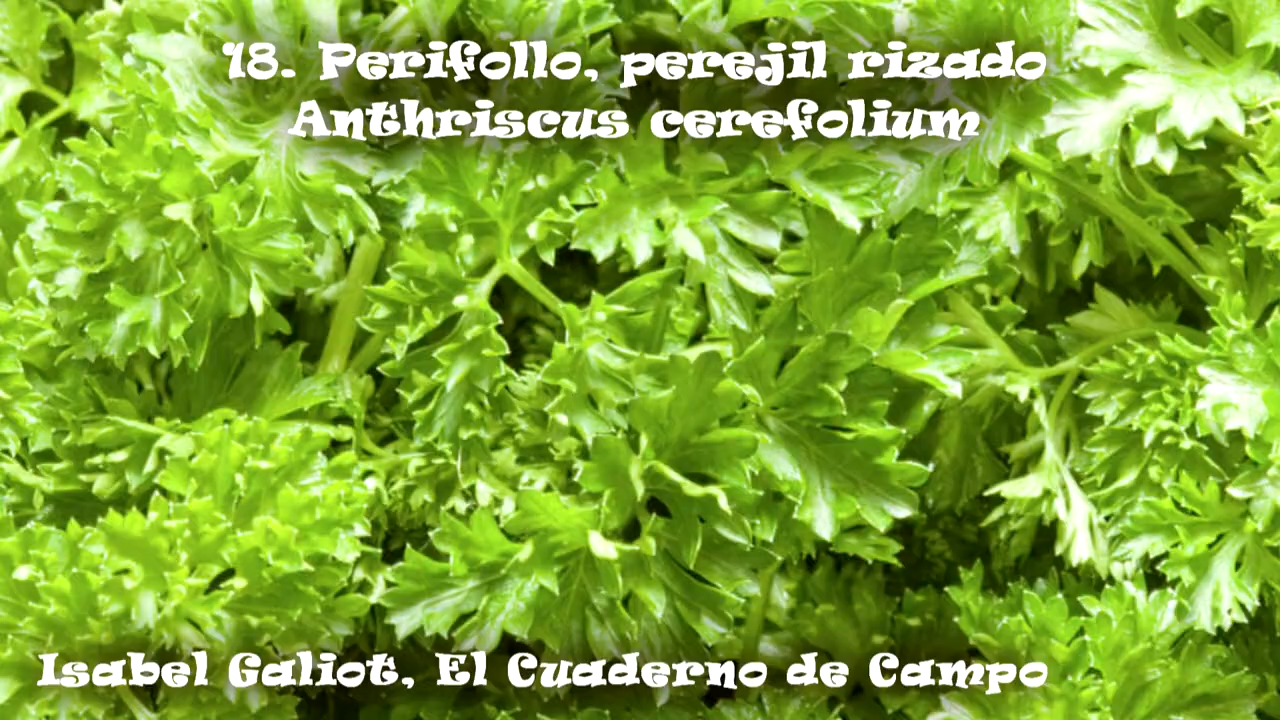 18. Perifollo, perejil rizado
Anthriscus cerefolium
Isabel Galiot, El Cuaderno de Campo